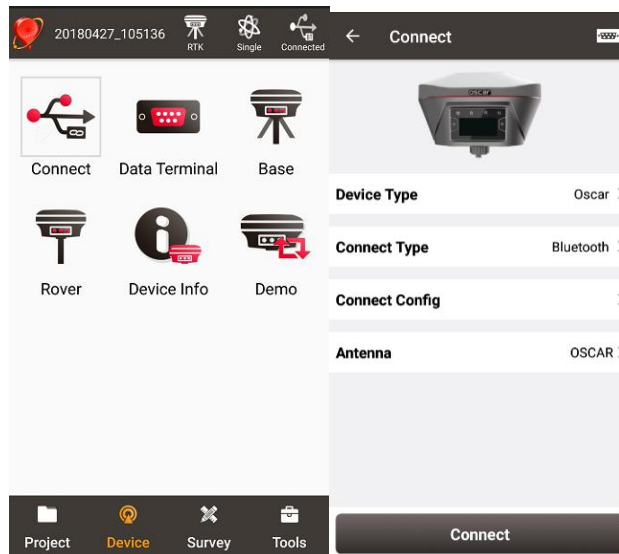 20180427_105136
RTK
Single
Connected
Connect
Data Terminal
Base
Rover
Device Info
Demo
Project
Device
Survey
Tools
Connect
OSCAR
Device Type
Oscar
Connect Type
Bluetooth
Connect Config
Antenna
OSCAR
Connect